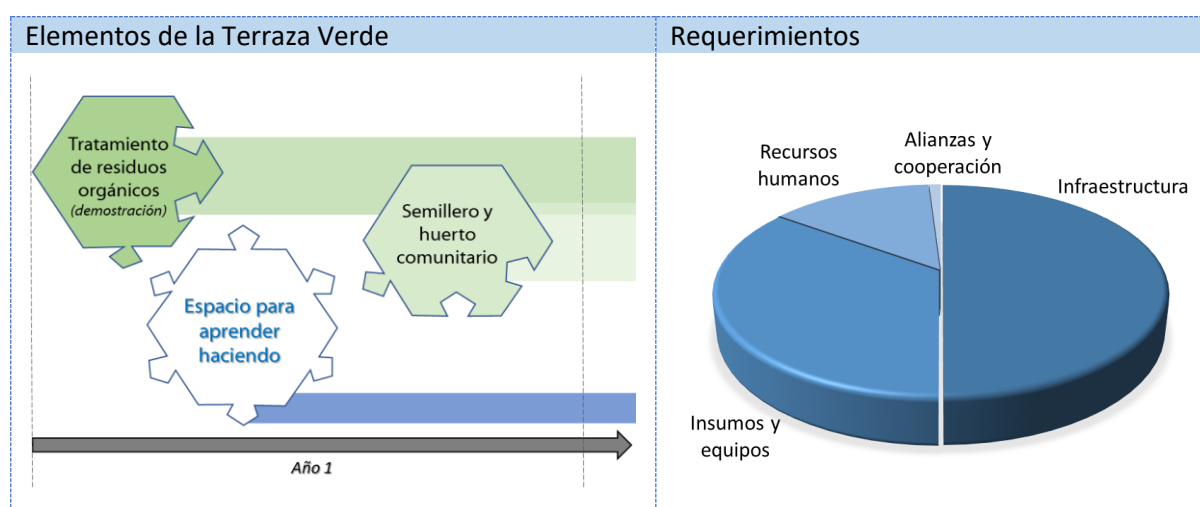 Elementos de la Terraza Verde
Tratamiento
de residuos
orgánicos
(demostración)
Semillero y
huerto
comunitario
Espacio para
aprender
haciendo
Año 1
Requerimientos
Alianzas y
cooperación
Recursos
humanos
Infraestructura
Insumos y
equipos